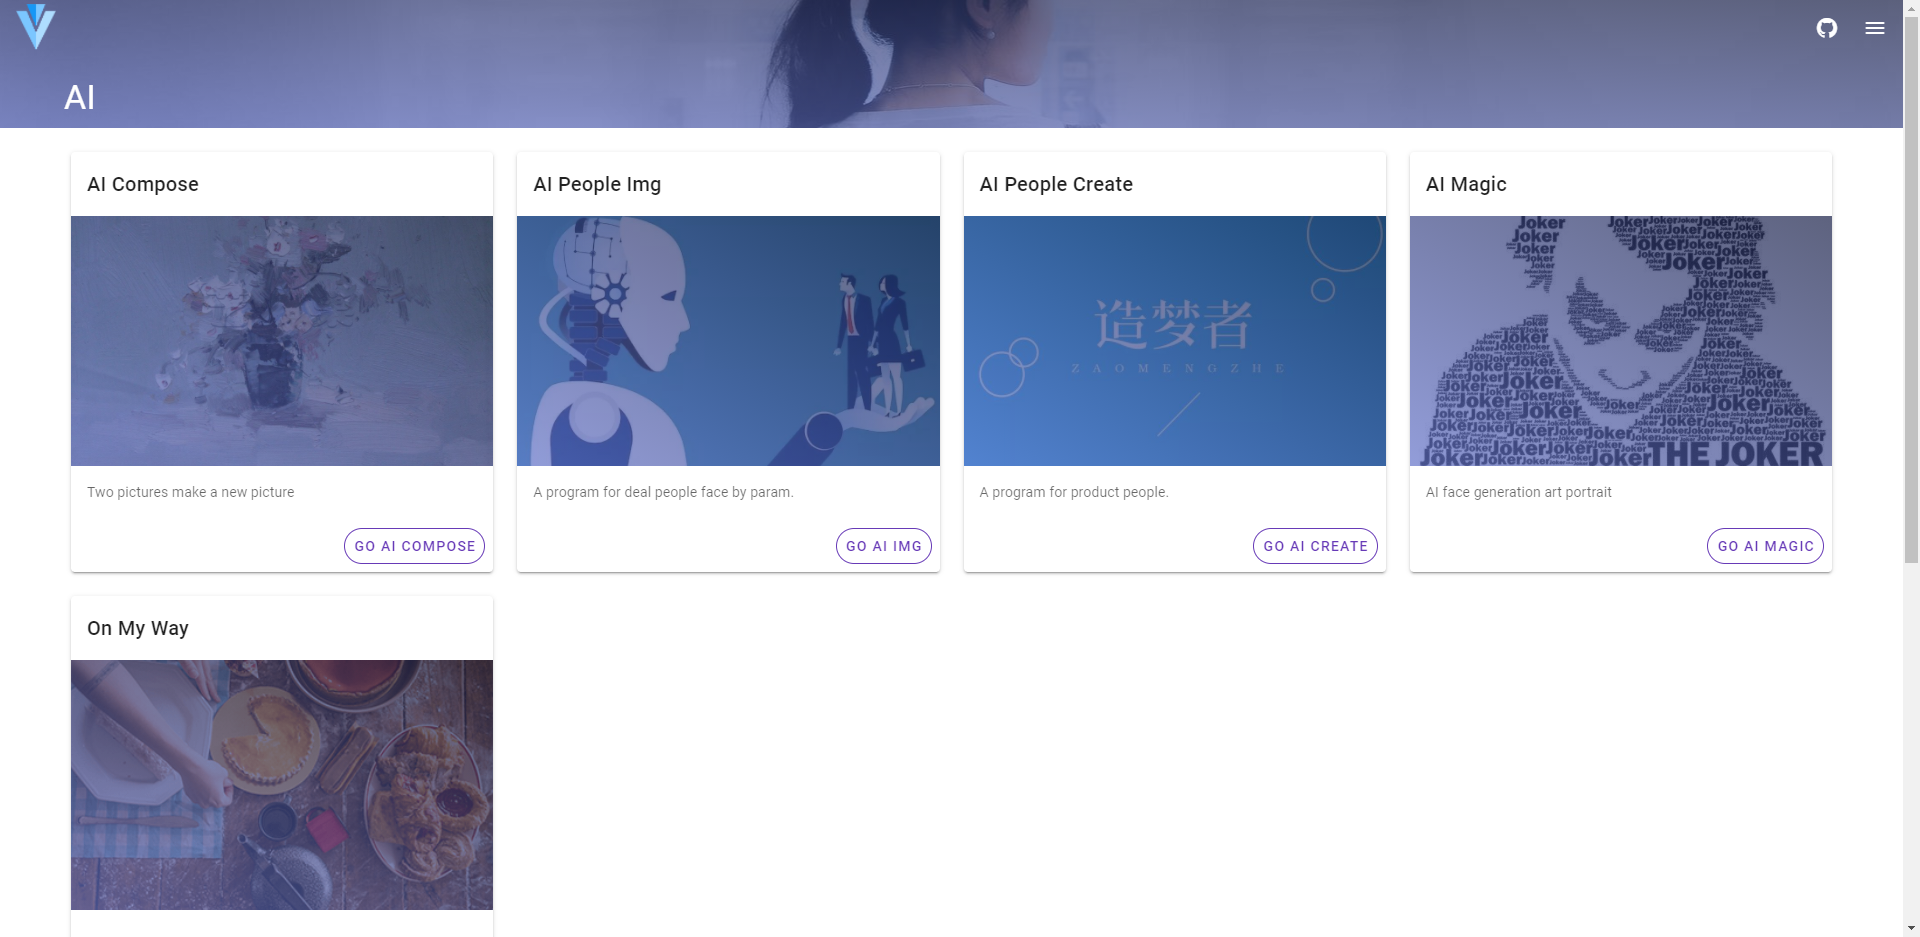 AI
AI Compose
Two pictures make a new picture
GO AI COMPOSE
AI People Img
A program for deal people face by param.
GO AI IMG
AI People Create
造梦者
ZAOMENGZHE
A program for product people.
GO AI CREATE
AI Magic
Joker
Joker
THE JOKER
AI face generation art portrait
GO AI MAGIC
On My Way